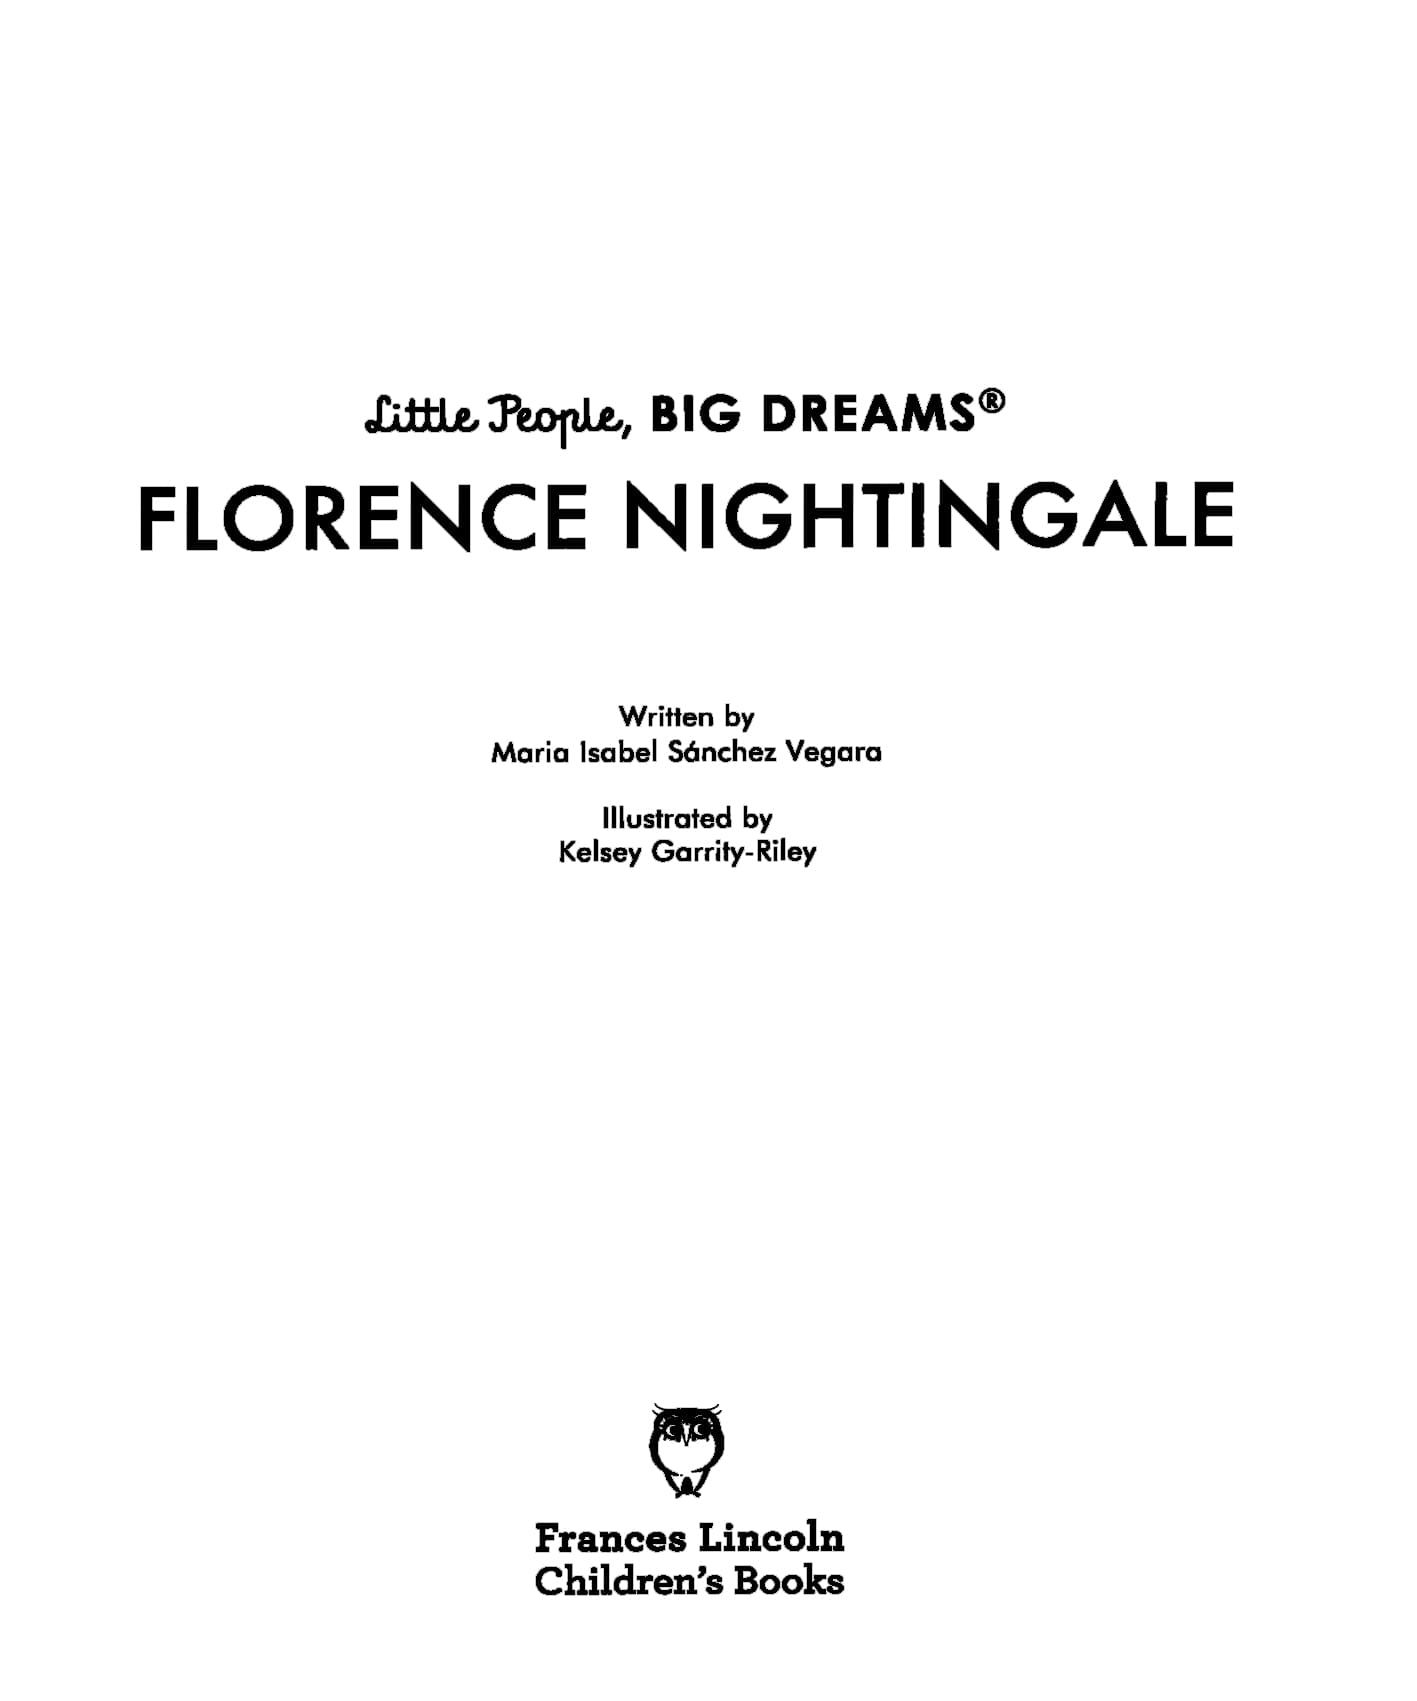 Little People, BIG DREAMS®
FLORENCE NIGHTINGALE
Written by
Maria Isabel Sánchez Vegara
Illustrated by
Kelsey Garrity-Riley
Frances Lincoln
Children's Books